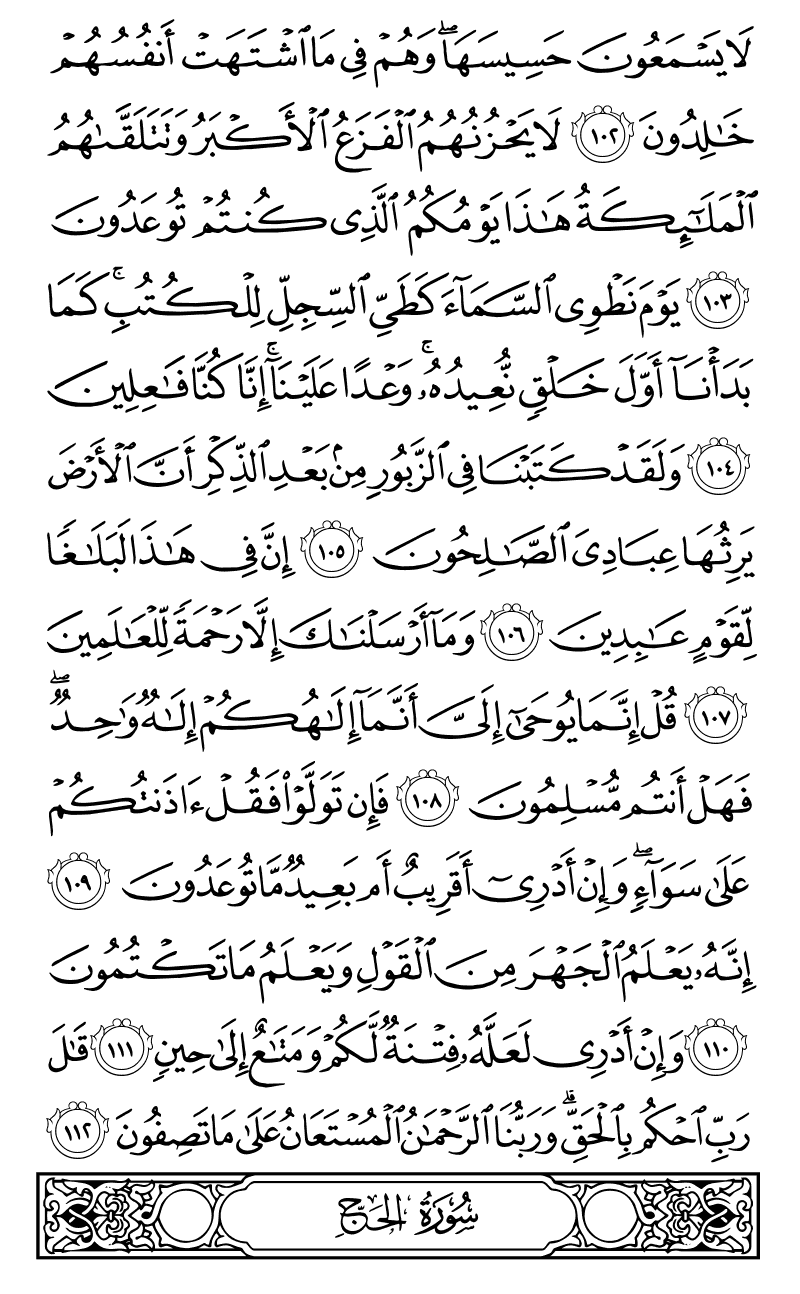 لَا يَسۡمَعُونَ حَسِيسَهَاۖ وَهُمۡ فِي مَا ٱشۡتَهَتۡ أَنفُسُهُمۡ
خَٰلِدُونَ ١٠٢ لَا يَحۡزُنُهُمُ ٱلۡفَزَعُ ٱلۡأَكۡبَرُ وَتَتَلَقَّىٰهُمُ
ٱلۡمَلَٰٓئِكَةُ هَٰذَا يَوۡمُكُمُ ٱلَّذِي كُنتُمۡ تُوعَدُونَ
١٠٣ يَوۡمَ نَطۡوِي ٱلسَّمَآءَ كَطَيِّ ٱلسِّجِلِّ لِلۡكُتُبِۚ كَمَا
بَدَأۡنَآ أَوَّلَ خَلۡقٖ نُّعِيدُهُۥۚ وَعۡدًا عَلَيۡنَآۚ إِنَّا كُنَّا فَٰعِلِينَ
١٠٤ وَلَقَدۡ كَتَبۡنَا فِي ٱلزَّبُورِ مِنۢ بَعۡدِ ٱلذِّكۡرِ أَنَّ ٱلۡأَرۡضَ
يَرِثُهَا عِبَادِيَ ٱلصَّٰلِحُونَ ١٠٥ إِنَّ فِي هَٰذَا لَبَلَٰغٗا
لِّقَوۡمٍ عَٰبِدِينَ ١٠٦ وَمَآ أَرۡسَلۡنَٰكَ إِلَّا رَحۡمَةٗ لِّلۡعَٰلَمِينَ
١٠٧ قُلۡ إِنَّمَا يُوحَىٰٓ إِلَيَّ أَنَّمَآ إِلَٰهُكُمۡ إِلَٰهٞ وَٰحِدٞۖ
فَهَلۡ أَنتُم مُّسۡلِمُونَ ١٠٨ فَإِن تَوَلَّوۡاْ فَقُلۡ ءَاذَنتُكُمۡ
عَلَىٰ سَوَآءٖۖ وَإِنۡ أَدۡرِيٓ أَقَرِيبٌ أَم بَعِيدٞ مَّا تُوعَدُونَ ١٠٩
إِنَّهُۥ يَعۡلَمُ ٱلۡجَهۡرَ مِنَ ٱلۡقَوۡلِ وَيَعۡلَمُ مَا تَكۡتُمُونَ
١١٠ وَإِنۡ أَدۡرِي لَعَلَّهُۥ فِتۡنَةٞ لَّكُمۡ وَمَتَٰعٌ إِلَىٰ حِينٖ ١١١ قَٰلَ
رَبِّ ٱحۡكُم بِٱلۡحَقِّۗ وَرَبُّنَا ٱلرَّحۡمَٰنُ ٱلۡمُسۡتَعَانُ عَلَىٰ مَا تَصِفُونَ ١١٢
سُورَةُ الحَجِّ